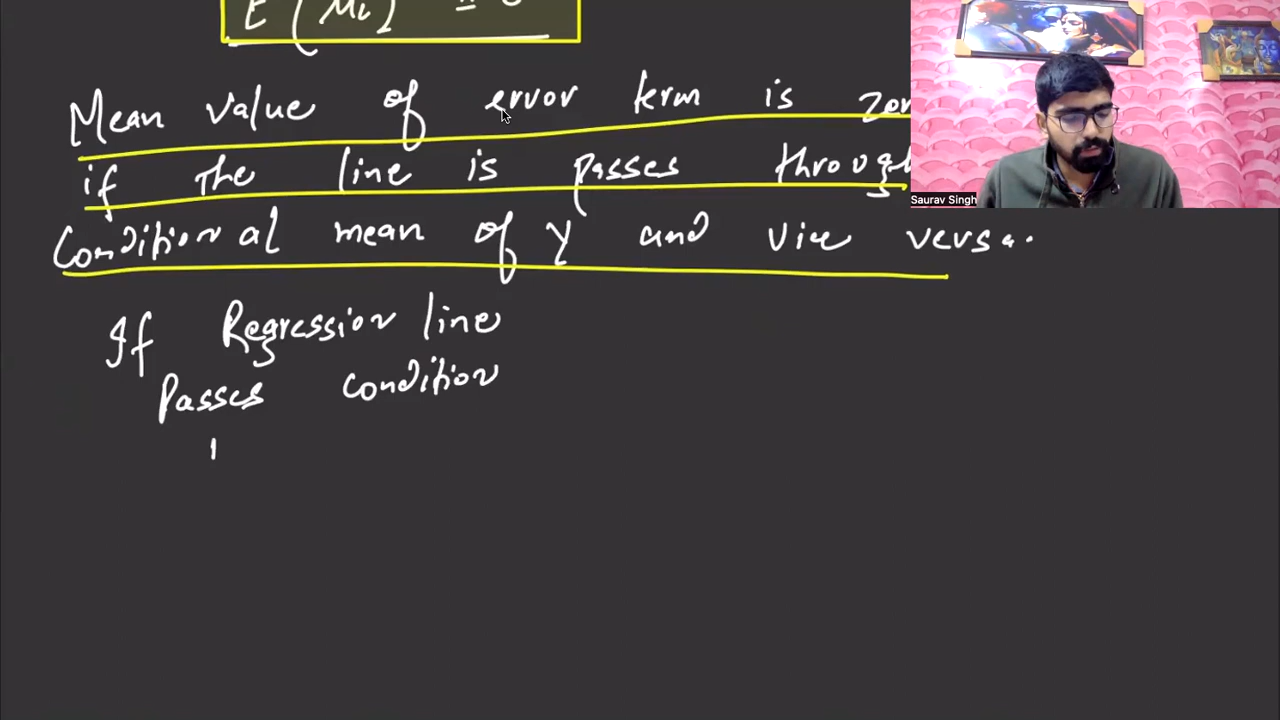 E(μi) = 0
Mean value of error term is zero
if the line is passes through
Conditional mean of Y and vice versa.
If Regression line
Passes condition
Saurav Singh